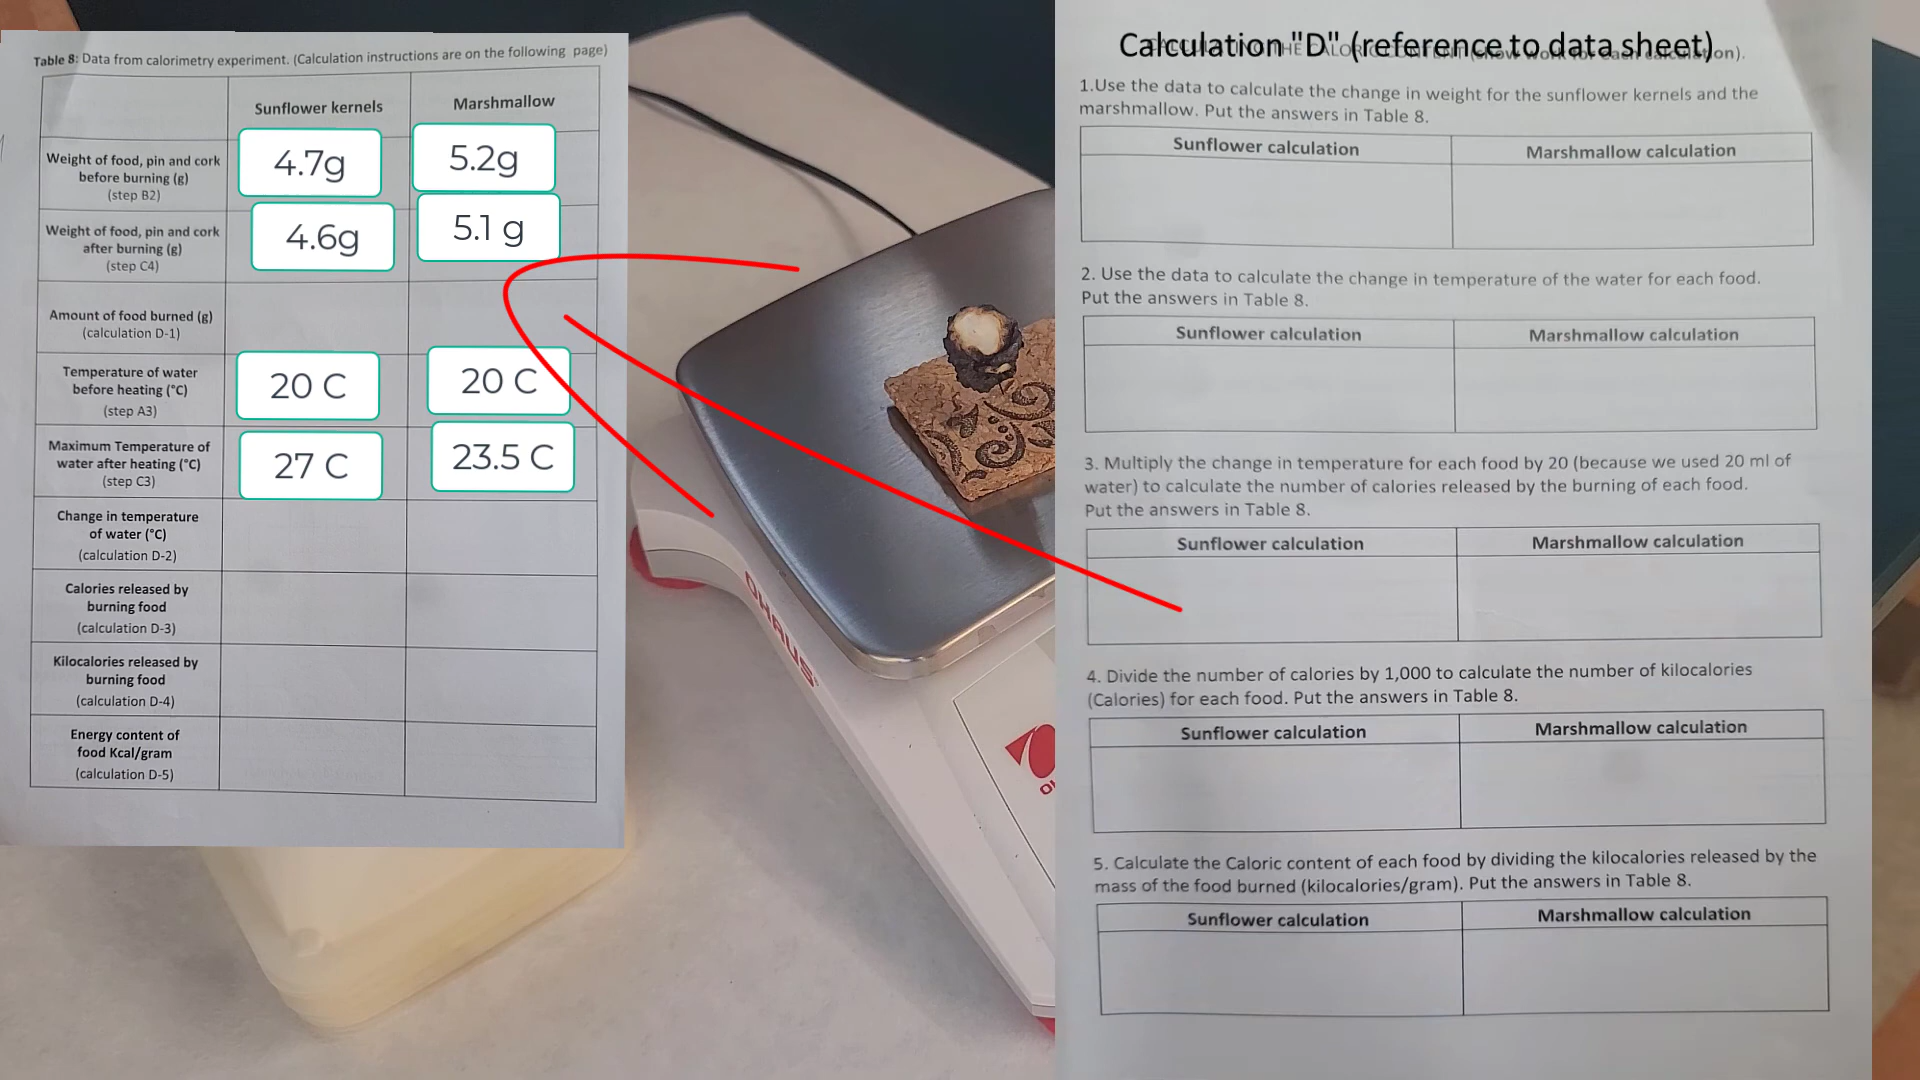 Table 8: Data from calorimetry experiment. (Calculation instructions are on the following page)
Sunflower kernels
Marshmallow
Weight of food, pin and cork
before burning (g)
(step B2)
4.7g
5.2g
Weight of food, pin and cork
after burning (g)
(step C4)
4.6g
5.1 g
Amount of food burned (g)
(calculation D-1)
Temperature of water
before heating (°C)
(step A3)
20 C
20 C
Maximum Temperature of
water after heating (°C)
(step C3)
27 C
23.5 C
Change in temperature
of water (°C)
(calculation D-2)
Calories released by
burning food
(calculation D-3)
Kilocalories released by
burning food
(calculation D-4)
Energy content of
food Kcal/gram
(calculation D-5)
OHAUS
Calculation "D" (reference to data sheet)
1.Use the data to calculate the change in weight for the sunflower kernels and the
marshmallow. Put the answers in Table 8.
Sunflower calculation
Marshmallow calculation
2. Use the data to calculate the change in temperature of the water for each food.
Put the answers in Table 8.
Sunflower calculation
Marshmallow calculation
3. Multiply the change in temperature for each food by 20 (because we used 20 ml of
water) to calculate the number of calories released by the burning of each food.
Put the answers in Table 8.
Sunflower calculation
Marshmallow calculation
4. Divide the number of calories by 1,000 to calculate the number of kilocalories
(Calories) for each food. Put the answers in Table 8.
Sunflower calculation
Marshmallow calculation
5. Calculate the Caloric content of each food by dividing the kilocalories released by the
mass of the food burned (kilocalories/gram). Put the answers in Table 8.
Sunflower calculation
Marshmallow calculation